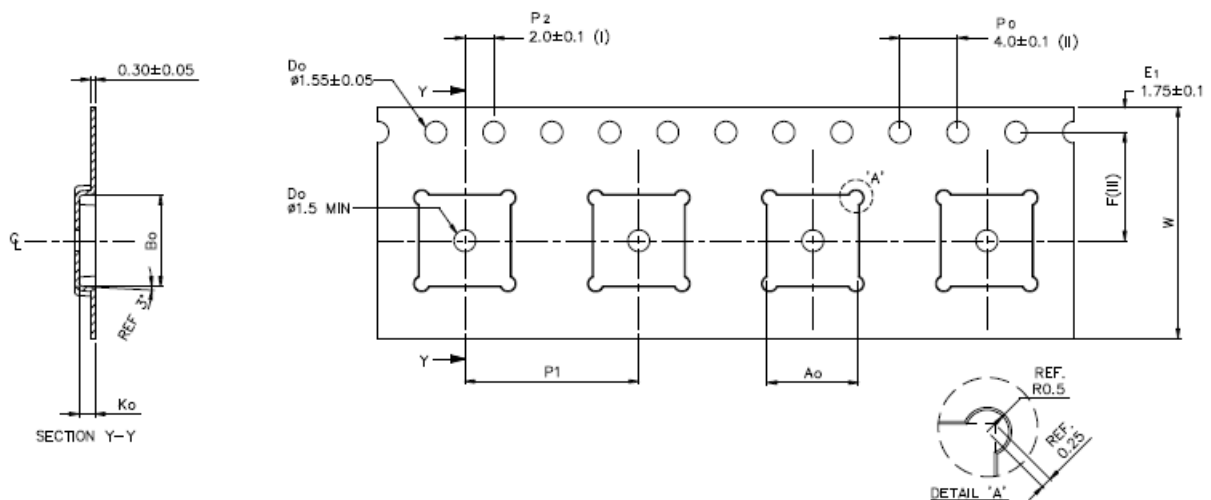 P2
2.0±0.1 (I)
Po
4.0±0.1 (II)
0.30±0.05
Do
ø1.55±0.05
Y
E1
1.75±0.1
"A"
Do
ø1.5 MIN
F(III)
W
℄
Bo
REF 3°
Y
P1
Ao
Ko
SECTION Y-Y
REF.
R0.5
REF.
0.25
DETAIL "A"